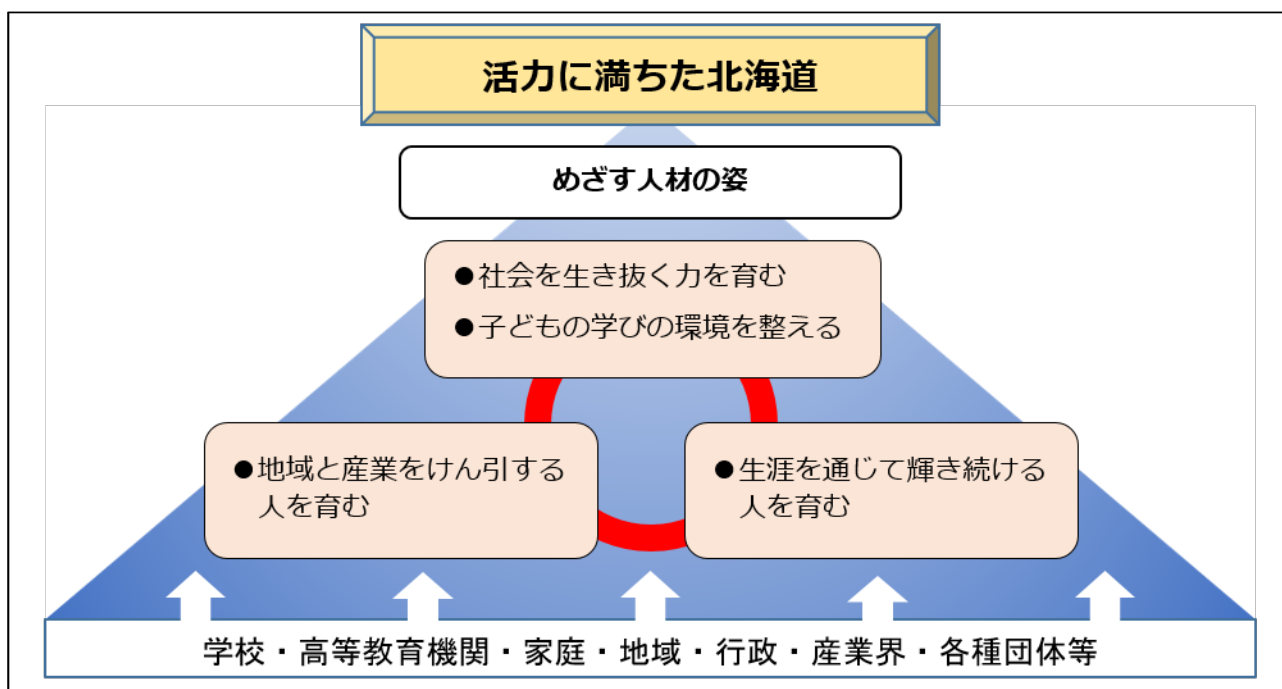 活力に満ちた北海道
めざす人材の姿
●社会を生き抜く力を育む
●子どもの学びの環境を整える
●地域と産業をけん引する
人を育む
●生涯を通じて輝き続ける
人を育む
学校・高等教育機関・家庭・地域・行政・産業界・各種団体等